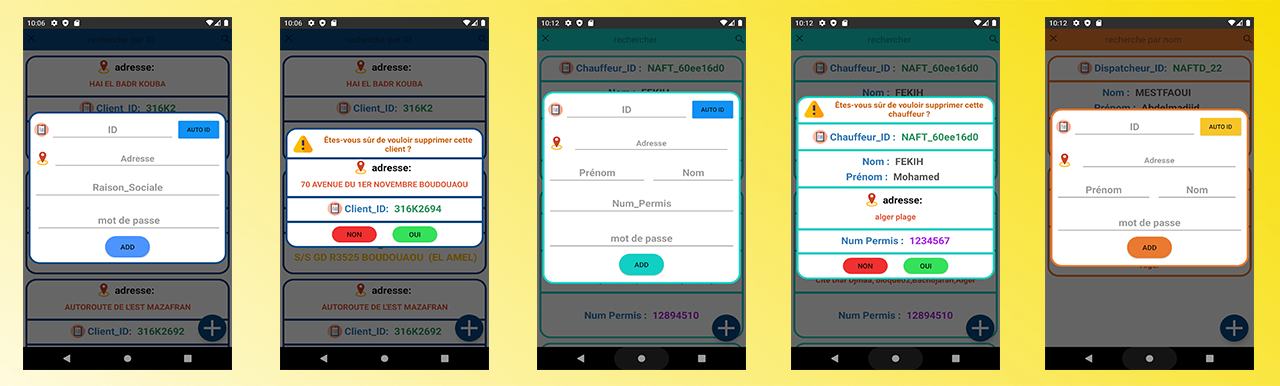 10:06
recherche par ID
adresse:
HAI EL BADR KOUBA
Client_ID: 316K2
ID
AUTO ID
Adresse
Raison_Sociale
mot de passe
ADD
adresse:
AUTOROUTE DE L'EST MAZAFRAN
Client_ID: 316K2692
10:06
recherche par ID
adresse:
HAI EL BADR KOUBA
Client_ID: 316K2
Êtes-vous sûr de vouloir supprimer cette
client ?
adresse:
70 AVENUE DU 1ER NOVEMBRE BOUDOUAOU
Client_ID: 316K2694
NON
OUI
S/S GD R3525 BOUDOUAOU (EL AMEL)
adresse:
AUTOROUTE DE L'EST MAZAFRAN
Client_ID: 316K2692
10:12
rechercher
Chauffeur_ID : NAFT_60ee16d0
Nom : FEKIH
ID
AUTO ID
Adresse
Prénom
Nom
Num_Permis
mot de passe
ADD
Num Permis : 12894510
10:12
rechercher
Chauffeur_ID : NAFT_60ee16d0
Nom : FEKIH
Êtes-vous sûr de vouloir supprimer cette
chauffeur ?
Chauffeur_ID : NAFT_60ee16d0
Nom : FEKIH
Prénom : Mohamed
adresse:
alger plage
Num Permis : 1234567
NON
OUI
Num Permis : 12894510
10:12
recherche par nom
Dispatcheur_ID: NAFTD_22
Nom : MESTFAOUI
Prénom : Abdelmadjid
ID
AUTO ID
Adresse
Prénom
Nom
mot de passe
ADD
Alger